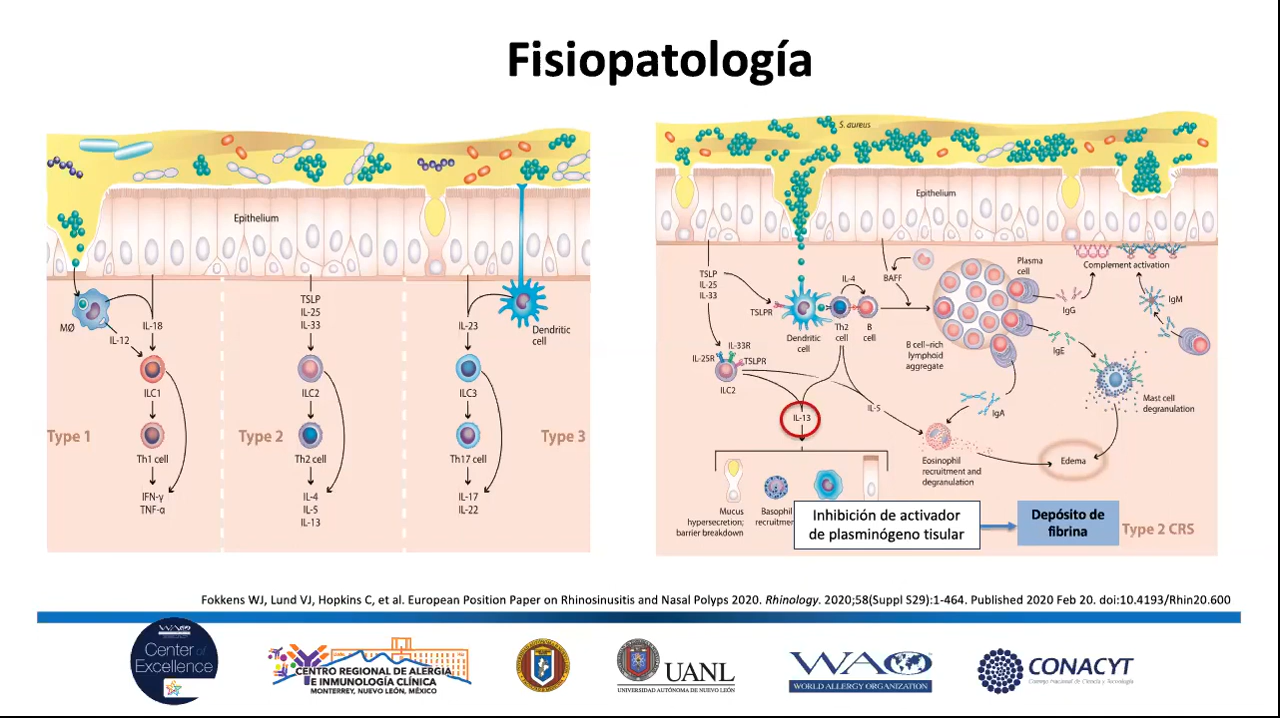 Fisiopatología
Epithelium
MØ
IL-18
IL-12
ILC1
Type 1
Th1 cell
IFN-γ
TNF-α
TSLP
IL-25
IL-33
ILC2
Type 2
Th2 cell
IL-4
IL-5
IL-13
IL-23
Dendritic
cell
ILC3
Type 3
Th17 cell
IL-17
IL-22
S. aureus
Epithelium
TSLP
IL-25
IL-33
TSLPR
Dendritic
cell
IL-4
Th2
cell
B
cell
BAFF
B cell–rich
lymphoid
aggregate
Plasma
cell
IgG
Complement activation
IgM
IgE
IgA
Mast cell
degranulation
IL-33R
IL-25R
TSLPR
ILC2
IL-13
IL-5
Eosinophil
recruitment and
degranulation
Edema
Mucus
hypersecretion;
barrier breakdown
Basophil
Inhibición de activador
de plasminógeno tisular
Depósito de
fibrina
Type 2 CRS
Fokkens WJ, Lund VJ, Hopkins C, et al. European Position Paper on Rhinosinusitis and Nasal Polyps 2020. Rhinology. 2020;58(Suppl S29):1-464. Published 2020 Feb 20. doi:10.4193/Rhin20.600
WAO
Center of
Excellence
CENTRO REGIONAL DE ALERGIA
E INMUNOLOGÍA CLÍNICA
MONTERREY, NUEVO LEÓN, MÉXICO
UANL
UNIVERSIDAD AUTÓNOMA DE NUEVO LEÓN
WAO
WORLD ALLERGY ORGANIZATION
CONACYT
Consejo Nacional de Ciencia y Tecnología